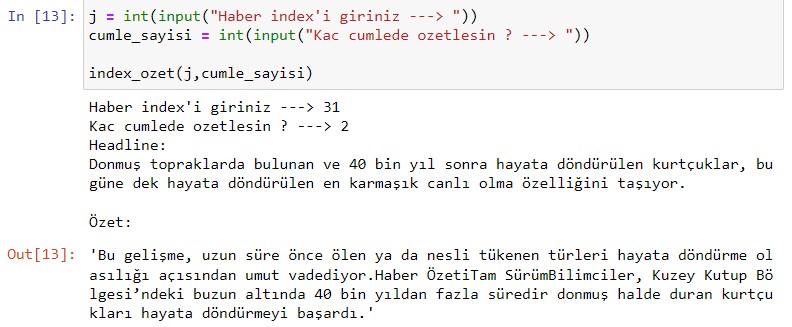 In [13]: j = int(input("Haber index'i giriniz ---> "))
cumle_sayisi = int(input("Kac cumlede ozetlesin ? ---> "))
index_ozet(j,cumle_sayisi)
Haber index'i giriniz ---> 31
Kac cumlede ozetlesin ? ---> 2
Headline:
Donmuş topraklarda bulunan ve 40 bin yıl sonra hayata döndürülen kurtçuklar, bu
güne dek hayata döndürülen en karmaşık canlı olma özelliğini taşıyor.
Özet:
Out[13]: 'Bu gelişme, uzun süre önce ölen ya da nesli tükenen türleri hayata döndürme ol
asılığı açısından umut vadediyor.Haber ÖzetiTam SürümBilimciler, Kuzey Kutup Bö
lgesi’ndeki buzun altında 40 bin yıldan fazla süredir donmuş halde duran kurtçu
kları hayata döndürmeyi başardı.'